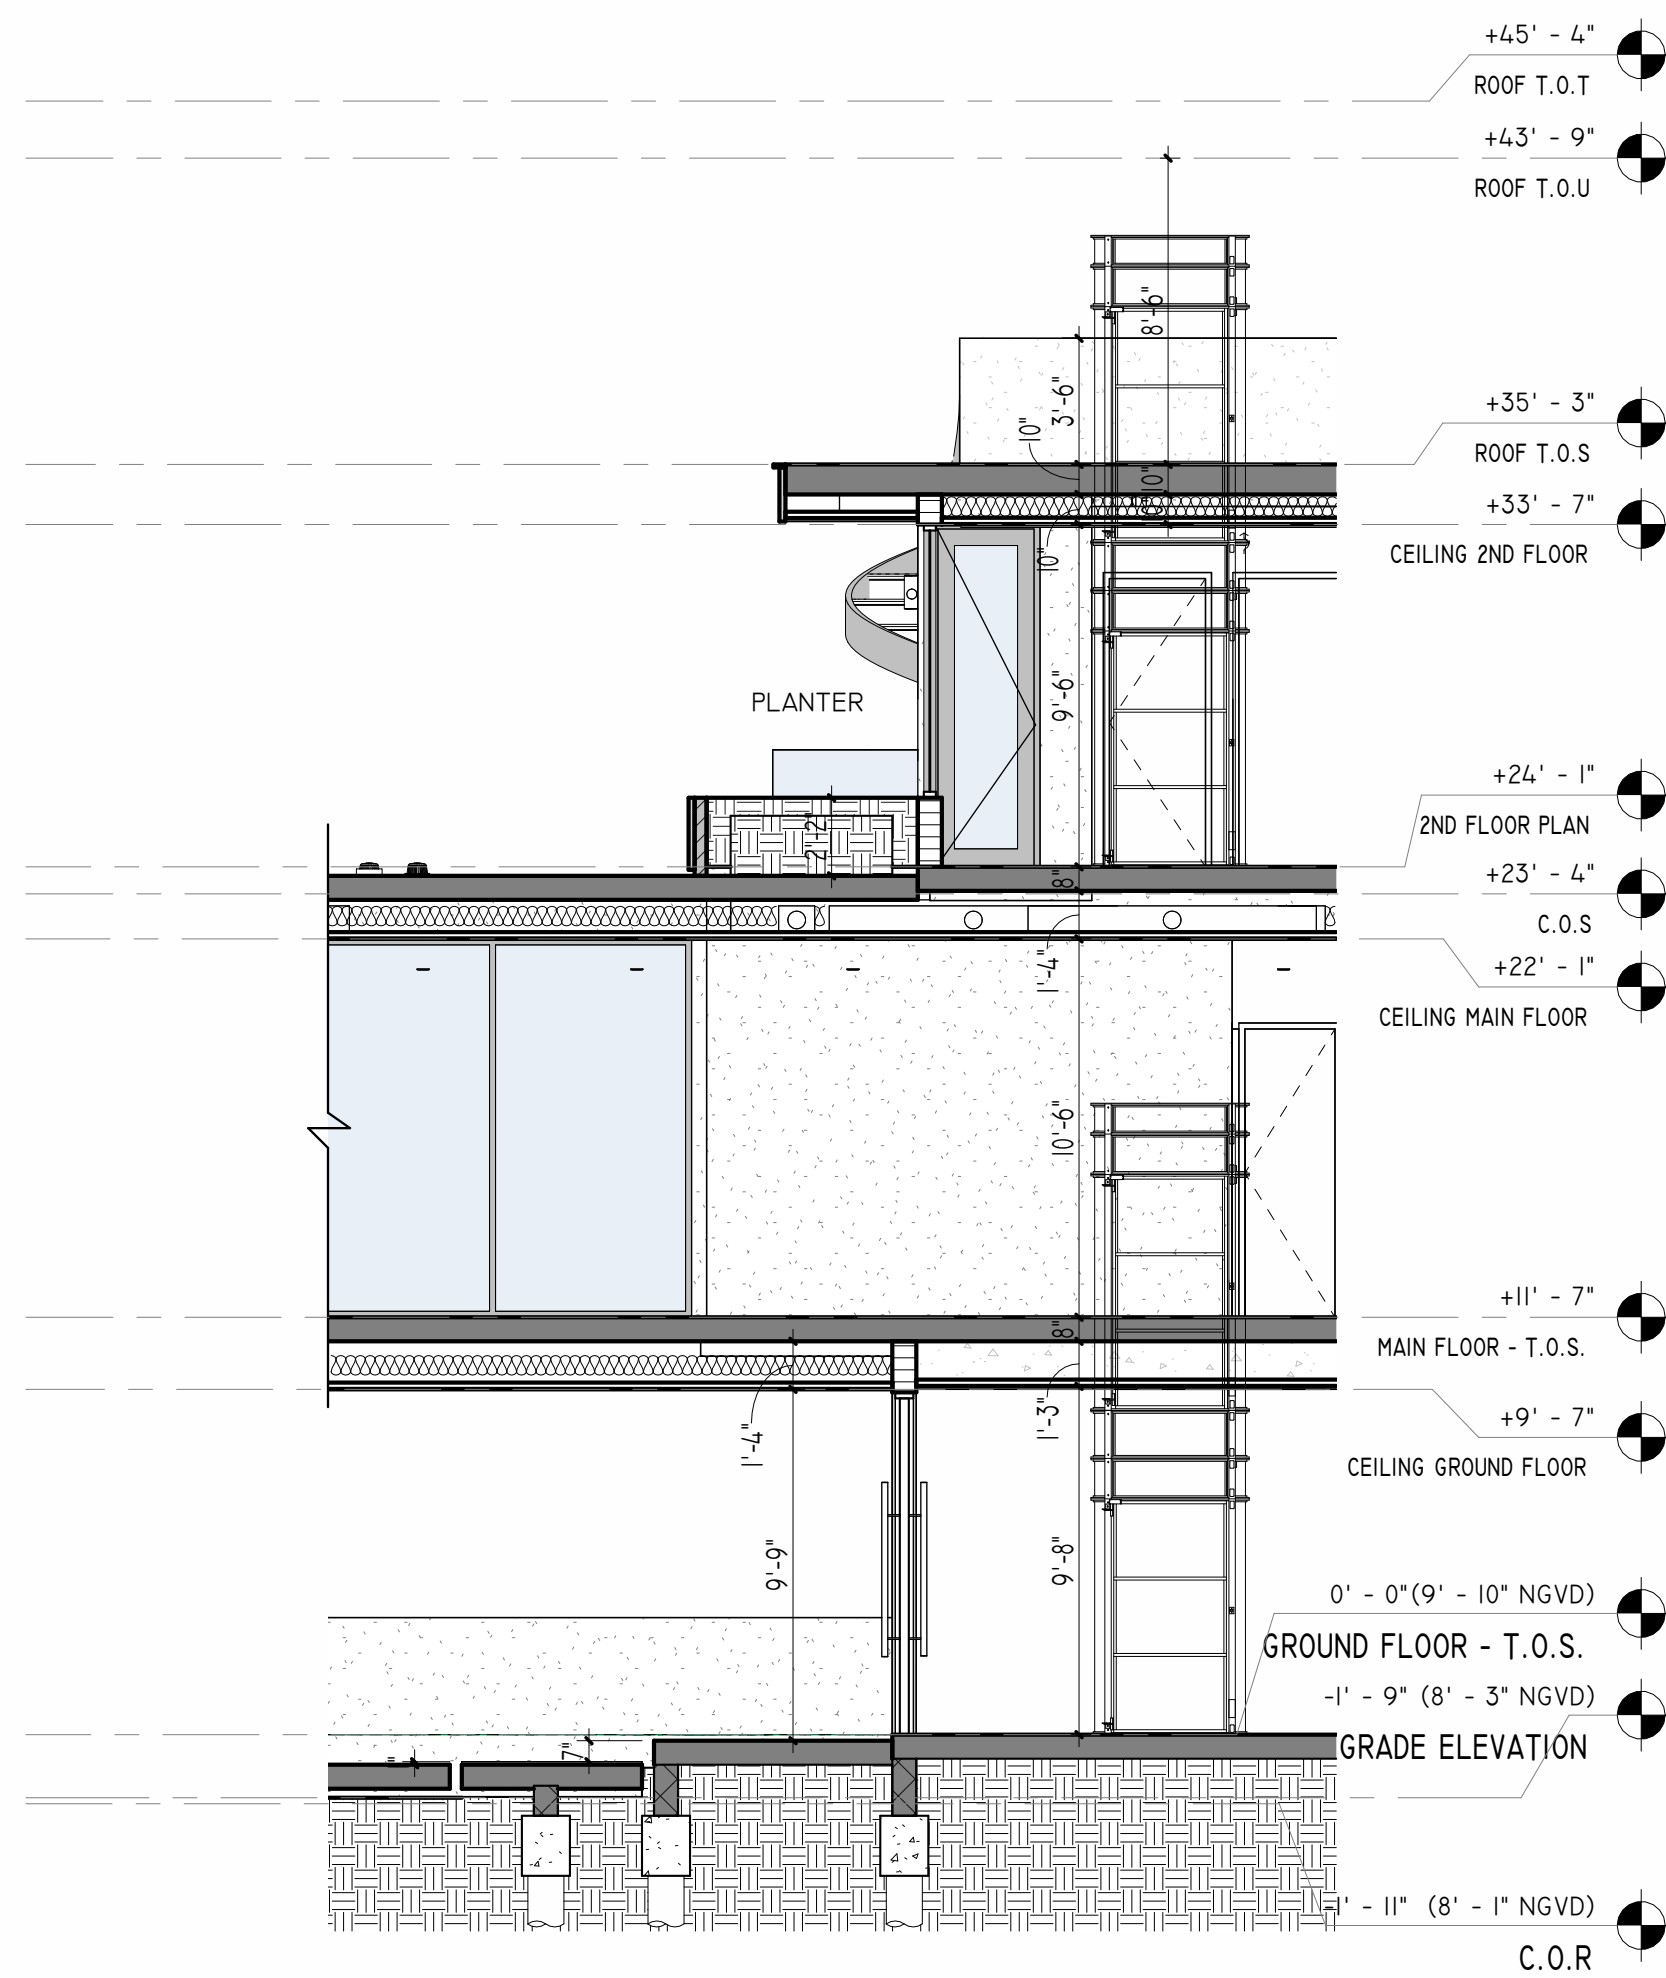 +45' - 4"
ROOF T.O.T
+43' - 9"
ROOF T.O.U
8'-6"
3'-6"
10"
+35' - 3"
ROOF T.O.S
10"
+33' - 7"
CEILING 2ND FLOOR
10"
9'-6"
PLANTER
+24' - 1"
2ND FLOOR PLAN
2'-2"
8"
+23' - 4"
C.O.S
1'-4"
+22' - 1"
CEILING MAIN FLOOR
10'-6"
+11' - 7"
MAIN FLOOR - T.O.S.
8"
1'-4"
1'-3"
+9' - 7"
CEILING GROUND FLOOR
9'-9"
9'-8"
0' - 0"(9' - 10" NGVD)
GROUND FLOOR - T.O.S.
-1' - 9" (8' - 3" NGVD)
GRADE ELEVATION
7"
-1' - 11" (8' - 1" NGVD)
C.O.R